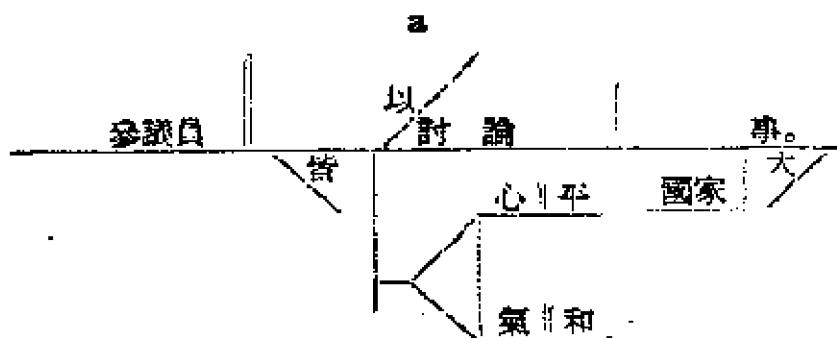 a
以
參議員 討論 事。
皆 大
心 平 國家
氣 和